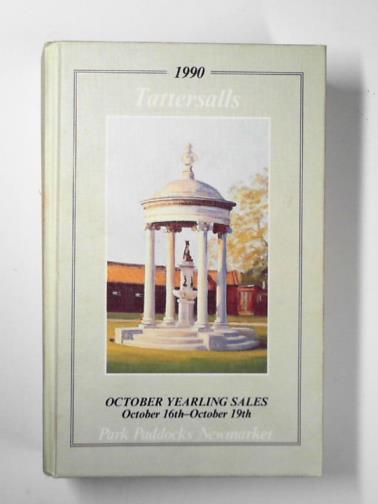 1990
Tattersalls
OCTOBER YEARLING SALES
October 16th-October 19th
Park Paddocks Newmarket